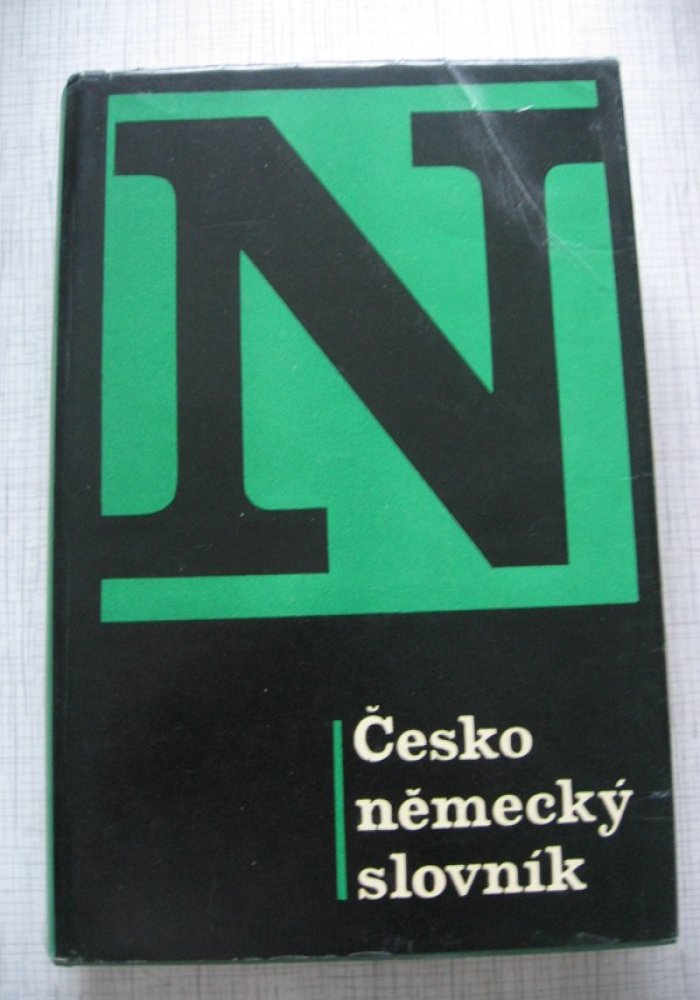 N
Česko
německý
slovník